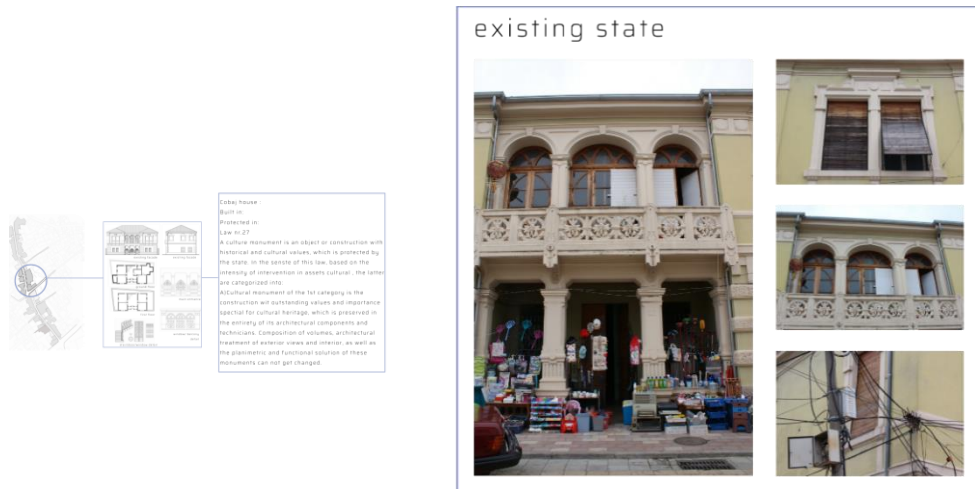 existing state
Cobaj house :
Built in:
Protected in:
Law nr.27
A culture monument is an object or construction with
historical and cultural values, which is protected by
the state. In the sense of this law, based on the
intensity of intervention in assets cultural , the latter
are categorized into:
A)Cultural monument of the 1st category is the
construction wit outstanding values and importance
spectial for cultural heritage, which is preserved in
the entirety of its architectural components and
technicians. Composition of volumes, architectural
treatment of exterior views and interior, as well as
the planimetric and functional solution of these
monuments can not get changed.